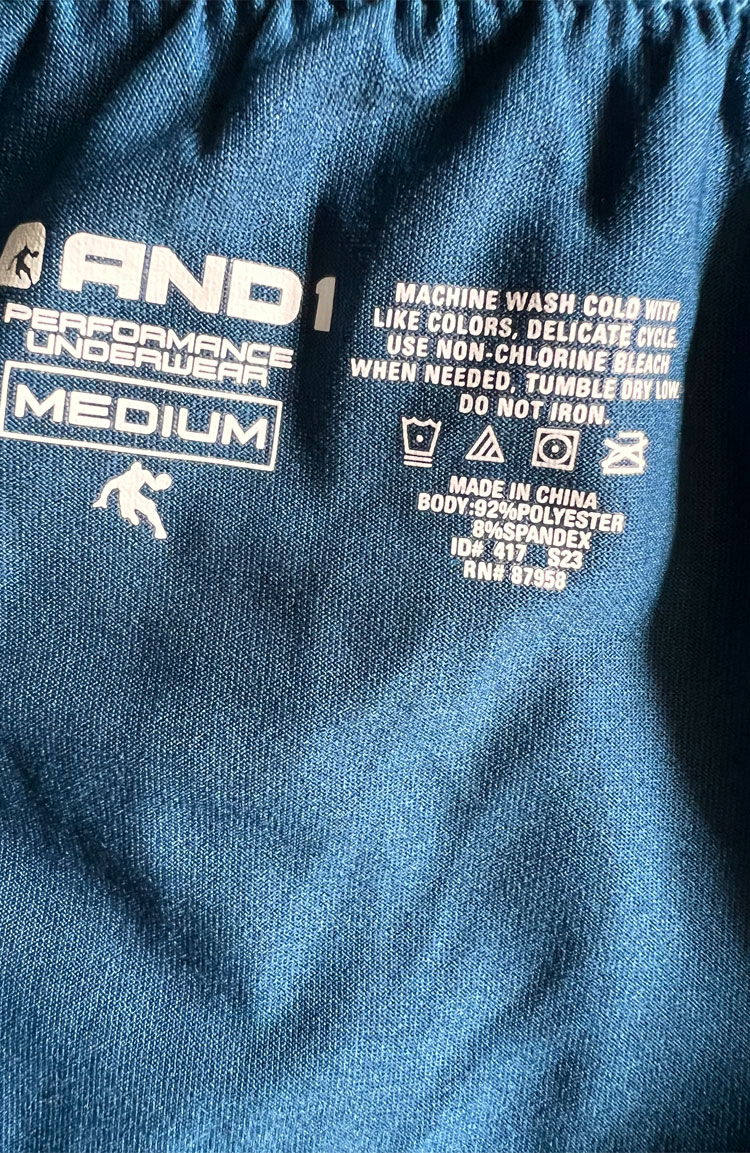 AND1
PERFORMANCE
UNDERWEAR
MEDIUM
MACHINE WASH COLD WITH
LIKE COLORS, DELICATE CYCLE.
USE NON-CHLORINE BLEACH
WHEN NEEDED, TUMBLE DRY LOW.
DO NOT IRON.
MADE IN CHINA
BODY:92%POLYESTER
8%SPANDEX
ID# 417 S23
RN# 87958